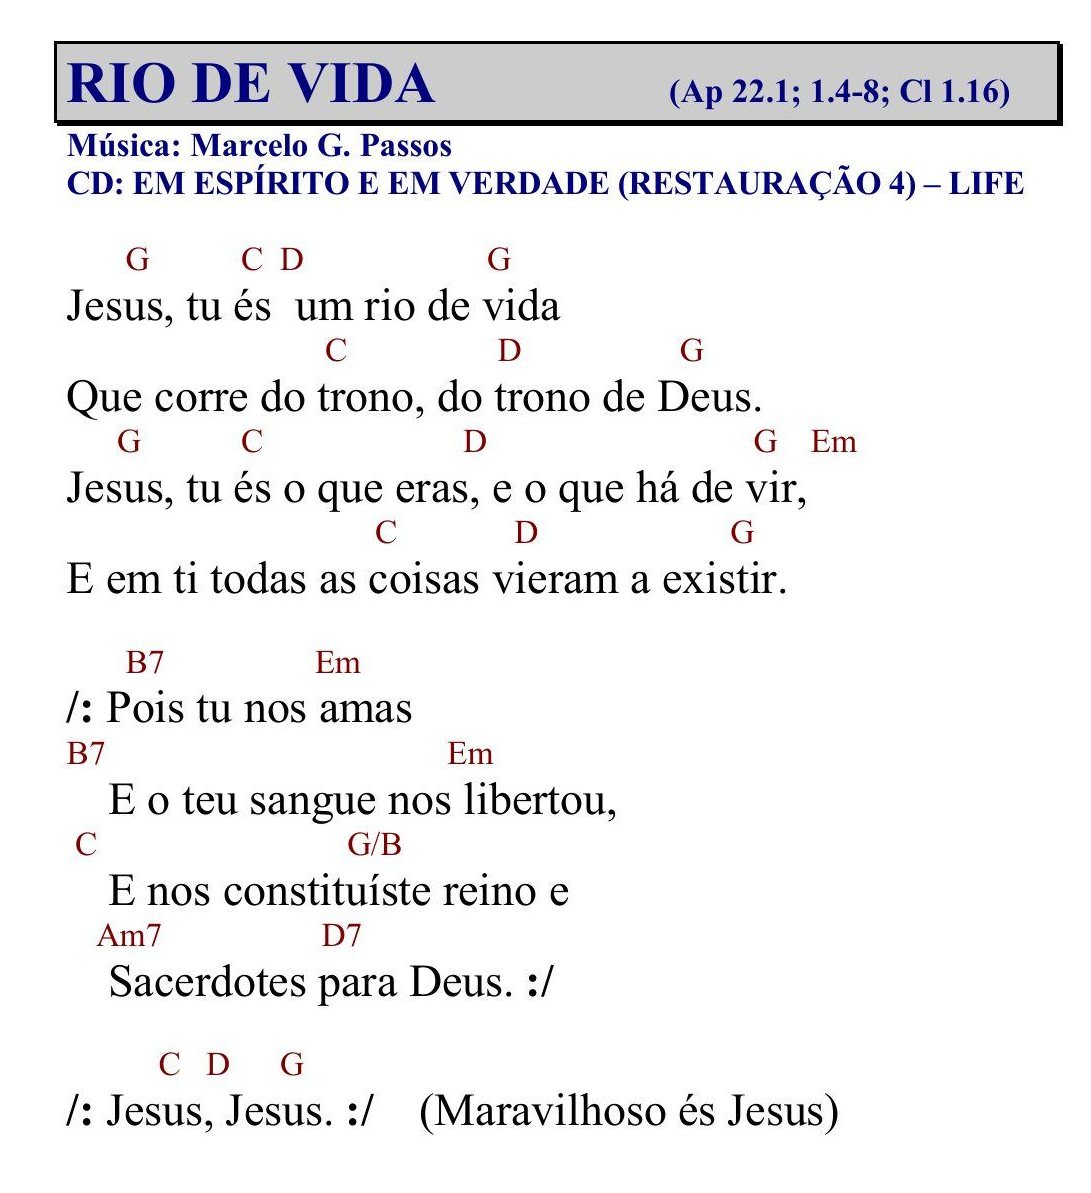 RIO DE VIDA (Ap 22.1; 1.4-8; Cl 1.16)
Música: Marcelo G. Passos
CD: EM ESPÍRITO E EM VERDADE (RESTAURAÇÃO 4) – LIFE
G C D G
Jesus, tu és um rio de vida
C D G
Que corre do trono, do trono de Deus.
G C D G Em
Jesus, tu és o que eras, e o que há de vir,
C D G
E em ti todas as coisas vieram a existir.
B7 Em
/: Pois tu nos amas
B7 Em
E o teu sangue nos libertou,
C G/B
E nos constituíste reino e
Am7 D7
Sacerdotes para Deus. :/
C D G
/: Jesus, Jesus. :/ (Maravilhoso és Jesus)